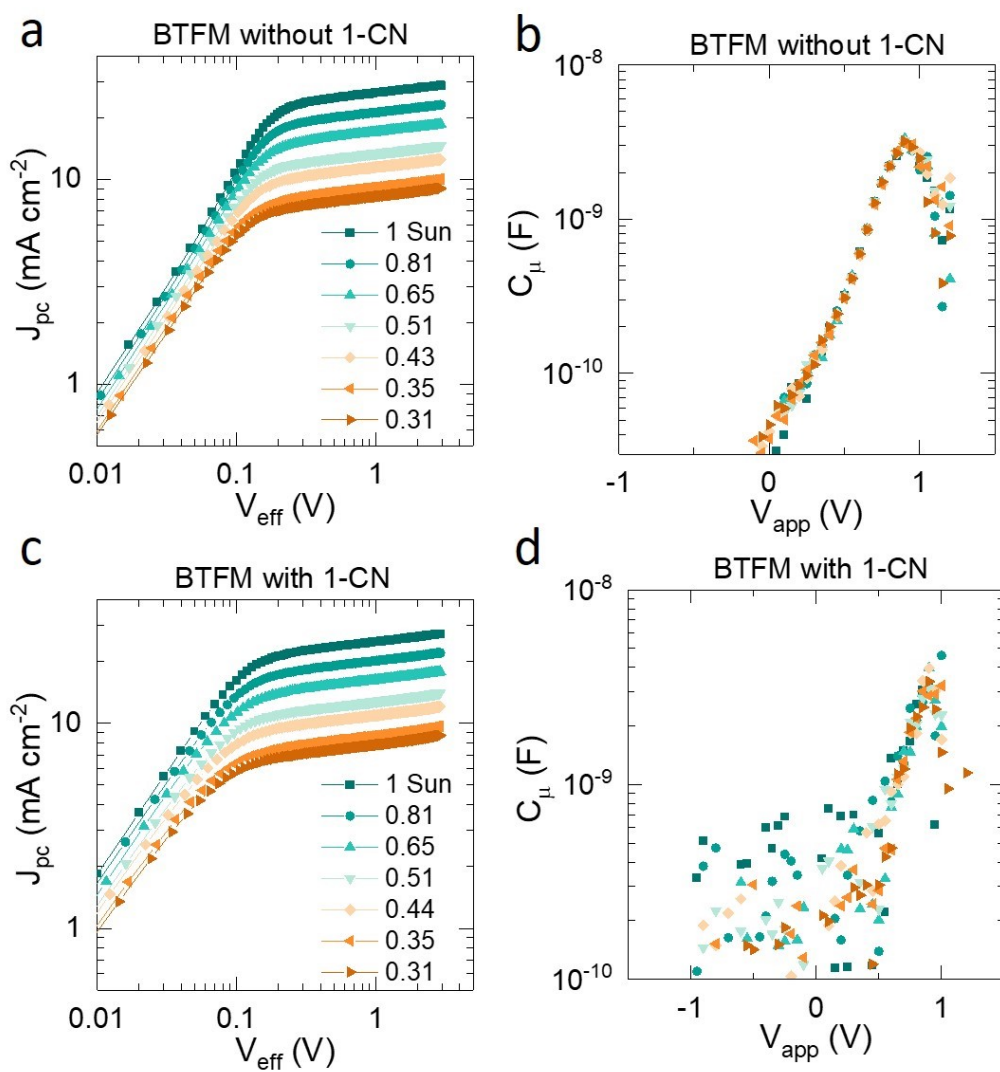 a
BTFM without 1-CN
J_pc (mA cm⁻²)
10
1
1 Sun
0.81
0.65
0.51
0.43
0.35
0.31
0.01
0.1
1
V_eff (V)
b
BTFM without 1-CN
C_μ (F)
10⁻⁸
10⁻⁹
10⁻¹⁰
-1
0
1
V_app (V)
c
BTFM with 1-CN
J_pc (mA cm⁻²)
10
1
1 Sun
0.81
0.65
0.51
0.44
0.35
0.31
0.01
0.1
1
V_eff (V)
d
BTFM with 1-CN
C_μ (F)
10⁻⁸
10⁻⁹
10⁻¹⁰
-1
0
1
V_app (V)